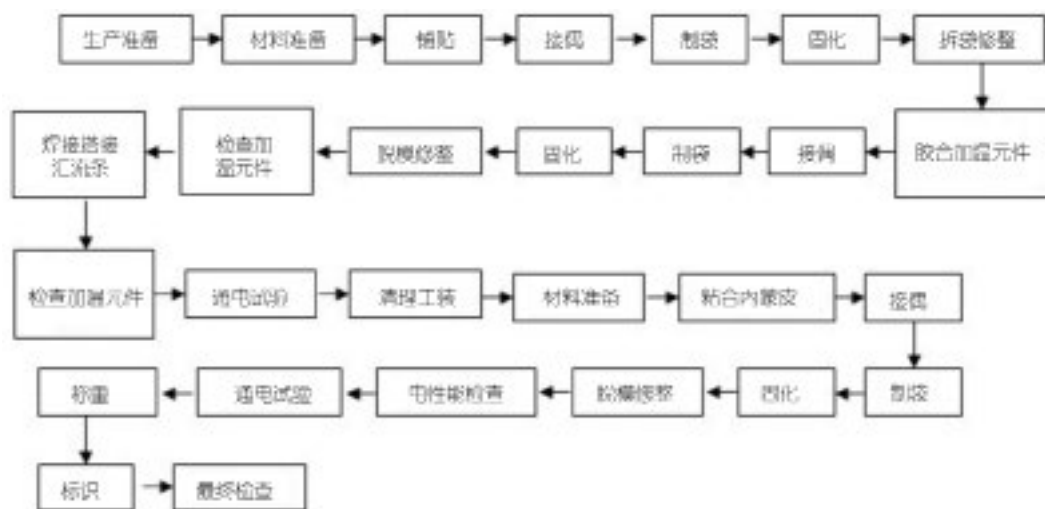 生产准备
材料准备
铺贴
接偶
制袋
固化
拆袋修整
胶合加温元件
接偶
制袋
固化
脱模修整
检查加
温元件
焊接搭接
汇流条
检查加温元件
通电试验
清理工装
材料准备
粘合内蒙皮
接偶
制袋
固化
脱模修整
电性能检查
通电试验
称重
标识
最终检查